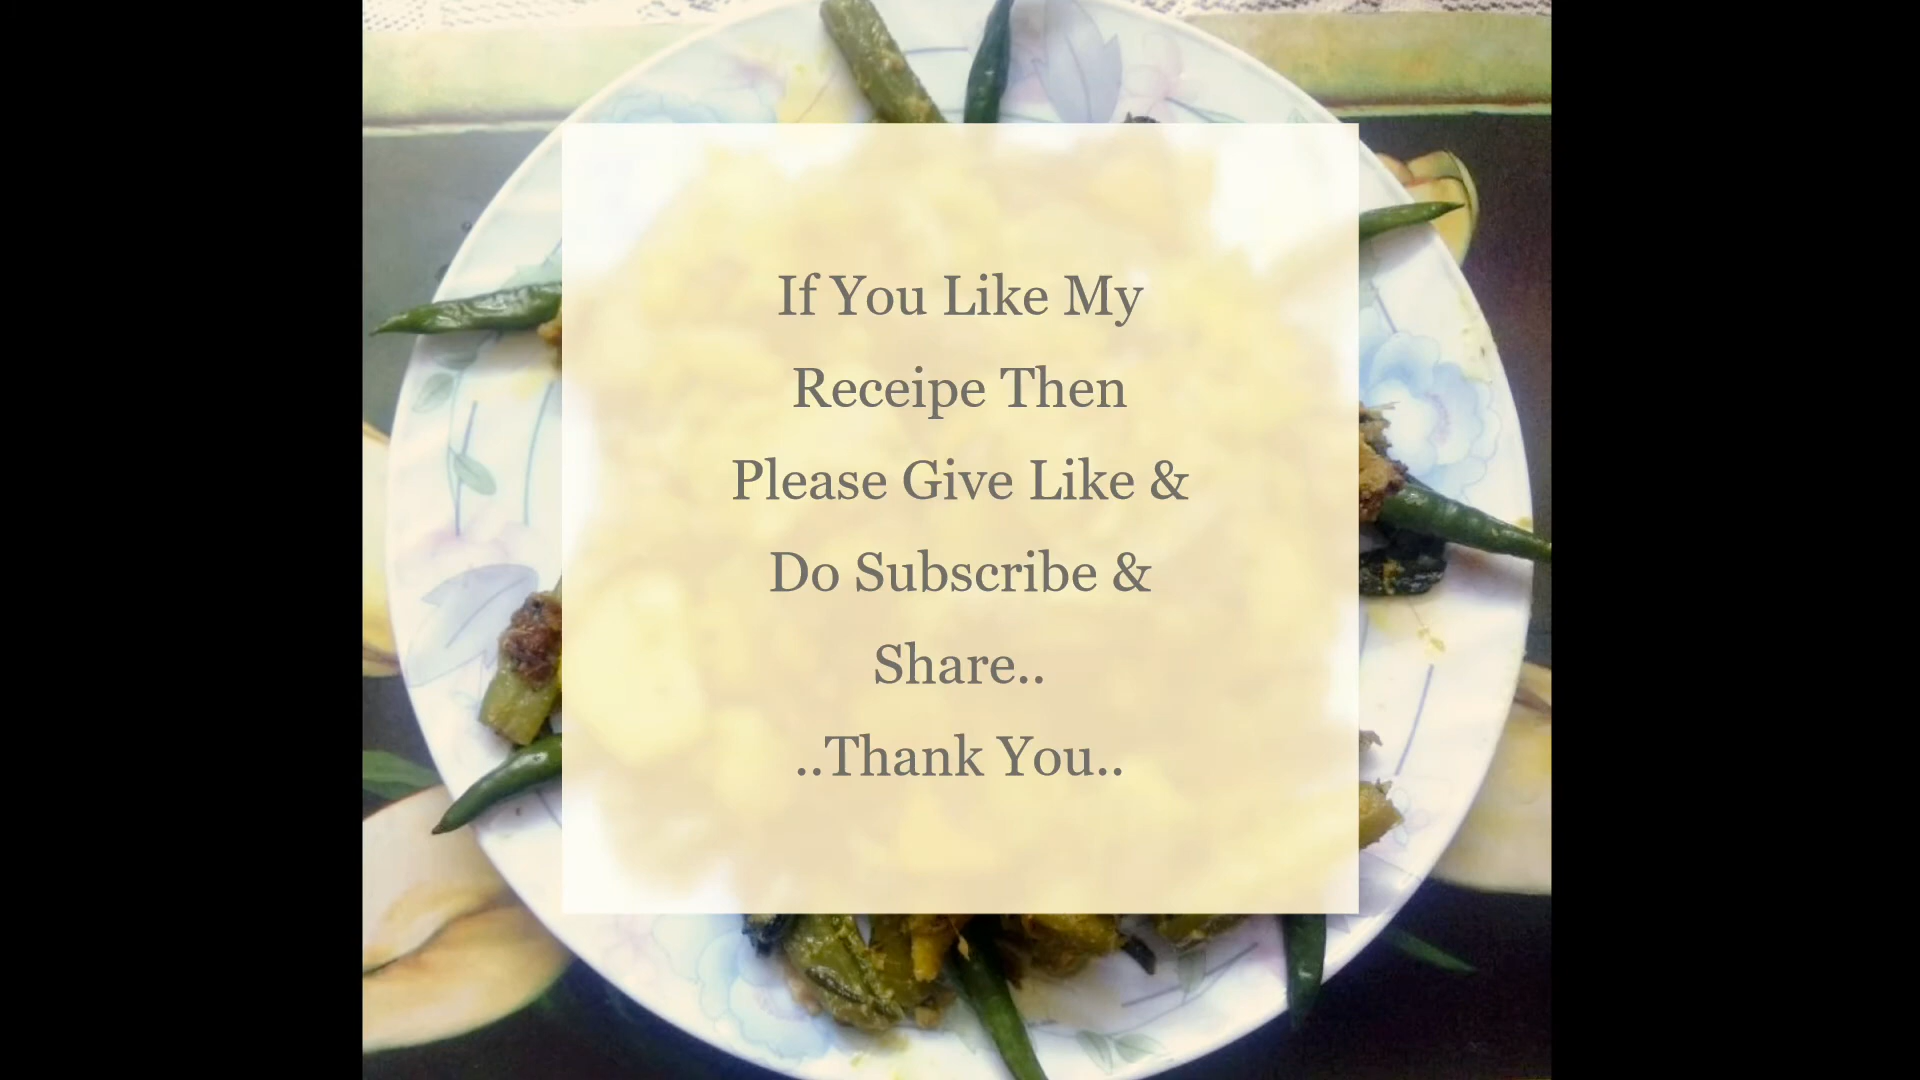 If You Like My
Receipe Then
Please Give Like &
Do Subscribe &
Share..
..Thank You..